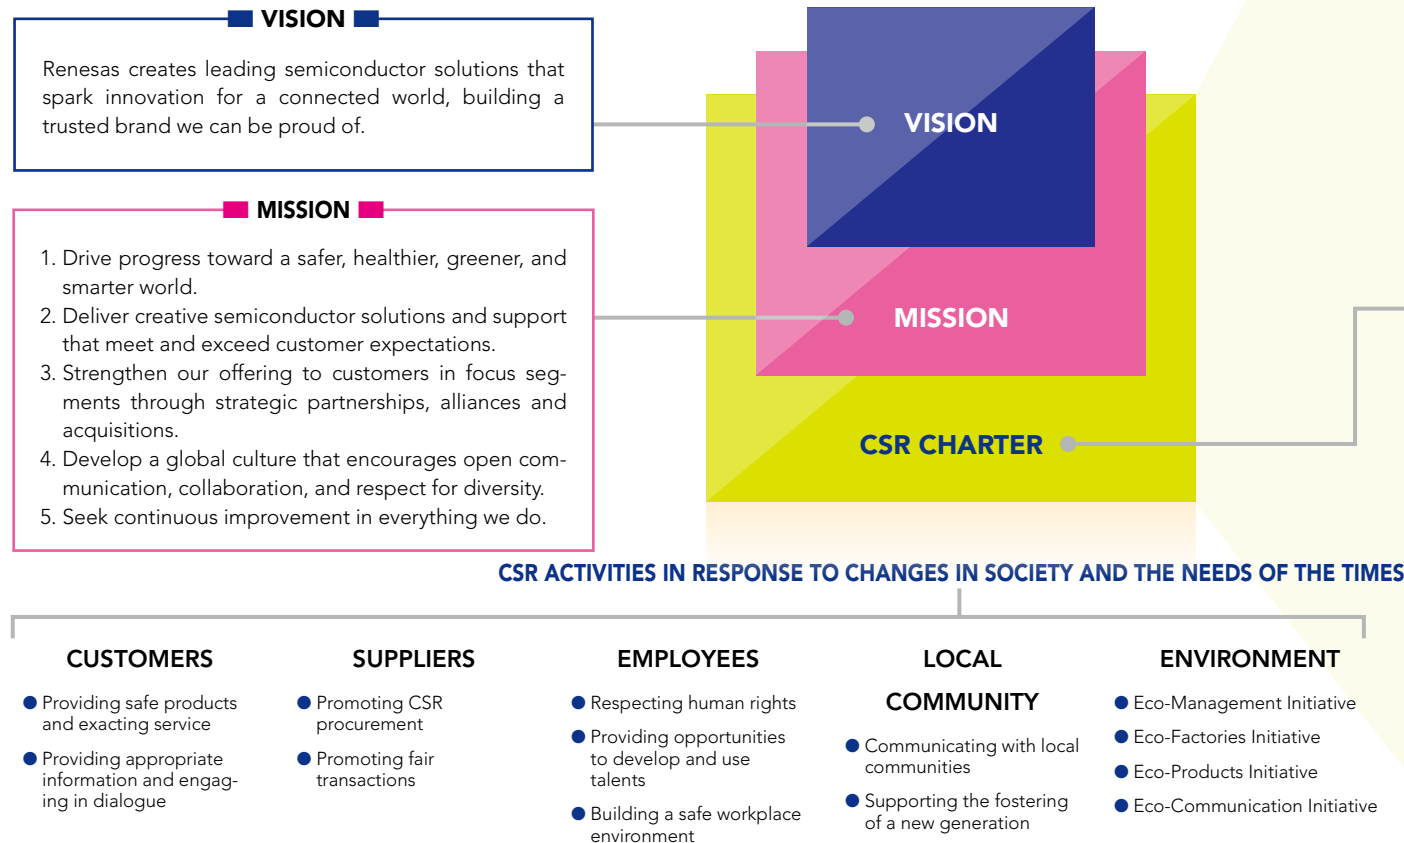 VISION
Renesas creates leading semiconductor solutions that
spark innovation for a connected world, building a
trusted brand we can be proud of.
MISSION
1. Drive progress toward a safer, healthier, greener, and
smarter world.
2. Deliver creative semiconductor solutions and support
that meet and exceed customer expectations.
3. Strengthen our offering to customers in focus seg-
ments through strategic partnerships, alliances and
acquisitions.
4. Develop a global culture that encourages open com-
munication, collaboration, and respect for diversity.
5. Seek continuous improvement in everything we do.
VISION
MISSION
CSR CHARTER
CSR ACTIVITIES IN RESPONSE TO CHANGES IN SOCIETY AND THE NEEDS OF THE TIMES
CUSTOMERS
● Providing safe products
and exacting service
● Providing appropriate
information and engag-
ing in dialogue
SUPPLIERS
● Promoting CSR
procurement
● Promoting fair
transactions
EMPLOYEES
● Respecting human rights
● Providing opportunities
to develop and use
talents
● Building a safe workplace
environment
LOCAL
COMMUNITY
● Communicating with local
communities
● Supporting the fostering
of a new generation
ENVIRONMENT
● Eco-Management Initiative
● Eco-Factories Initiative
● Eco-Products Initiative
● Eco-Communication Initiative